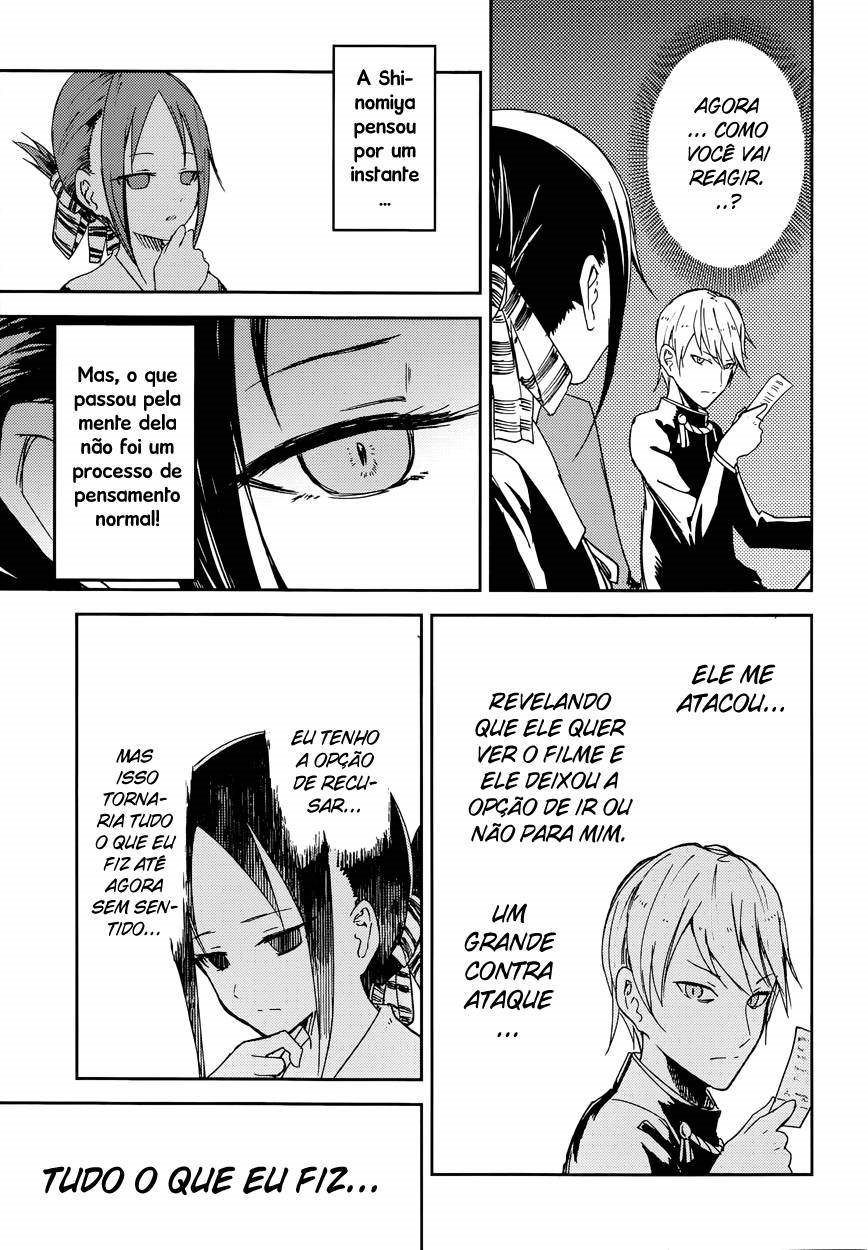 AGORA
... COMO
VOCÊ VAI
REAGIR.
..?
A Shi-
nomiya
pensou
por um
instante
...
Mas, o que
passou pela
mente dela
não foi um
processo de
pensamento
normal!
ELE ME
ATACOU...
REVELANDO
QUE ELE QUER
VER O FILME E
ELE DEIXOU A
OPÇÃO DE IR OU
NÃO PARA MIM.
UM
GRANDE
CONTRA
ATAQUE
...
EU TENHO
A OPÇÃO
DE RECU-
SAR...
MAS
ISSO
TORNA-
RIA TUDO
O QUE EU
FIZ ATÉ
AGORA
SEM SEN-
TIDO...
TUDO O QUE EU FIZ...